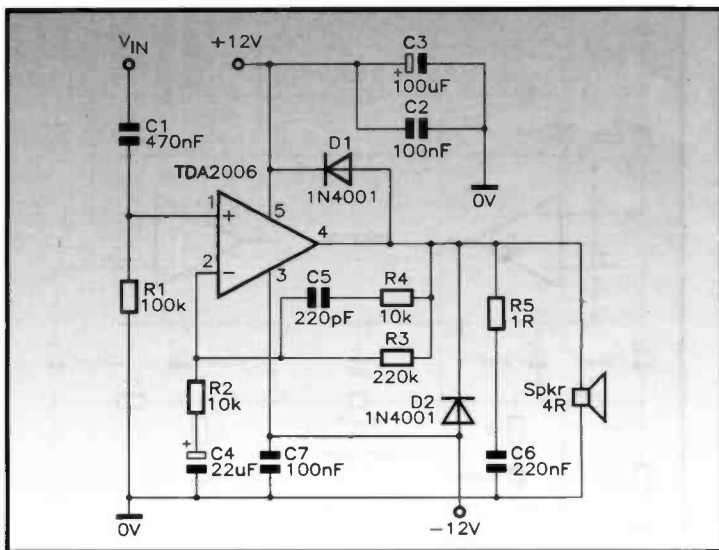 VIN
+12V
C3
+
100uF
C2
100nF
0V
C1
470nF
TDA2006
D1
1N4001
1
+
5
4
2
−
3
R1
100k
C5
220pF
R4
10k
R3
220k
R5
1R
R2
10k
D2
1N4001
Spkr
4R
+
C4
22uF
C7
100nF
C6
220nF
0V
−12V